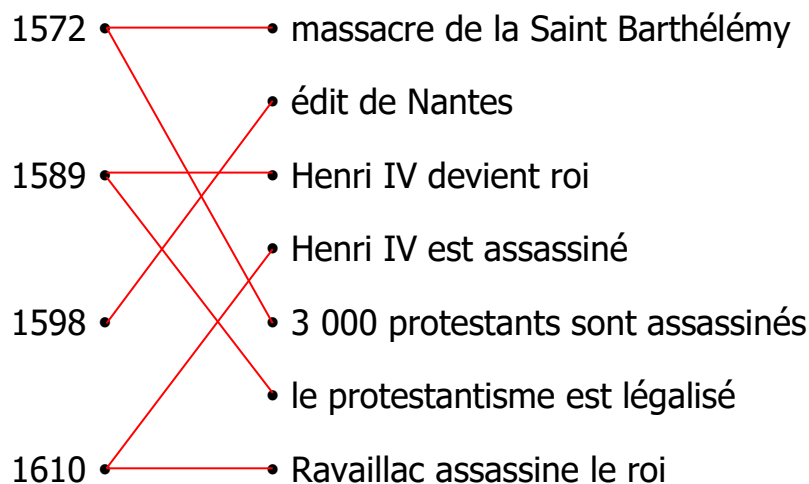 1572 massacre de la Saint Barthélémy
édit de Nantes
1589 Henri IV devient roi
Henri IV est assassiné
1598 3 000 protestants sont assassinés
le protestantisme est légalisé
1610 Ravaillac assassine le roi